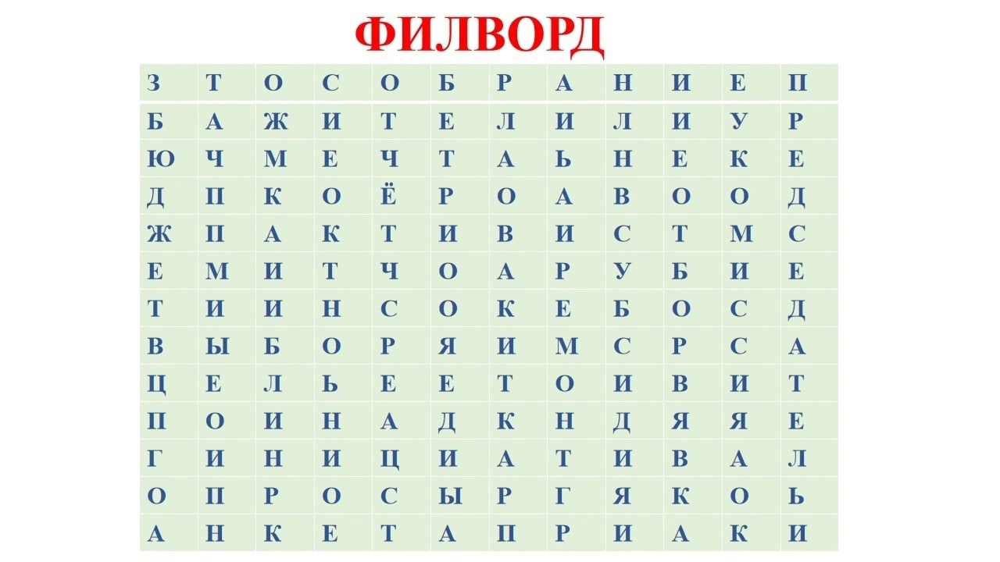 ФИЛВОРД
З Т О С О Б Р А Н И Е П
Б А Ж И Т Е Л И Л И У Р
Ю Ч М Е Ч Т А Ь Н Е К Е
Д П К О Ё Р О А В О О Д
Ж П А К Т И В И С Т М С
Е М И Т Ч О А Р У Б И Е
Т И И Н С О К Е Б О С Д
В Ы Б О Р Я И М С Р С А
Ц Е Л Ь Е Е Т О И В И Т
П О И Н А Д К Н Д Я Я Е
Г И Н И Ц И А Т И В А Л
О П Р О С Ы Р Г Я К О Ь
А Н К Е Т А П Р И А К И